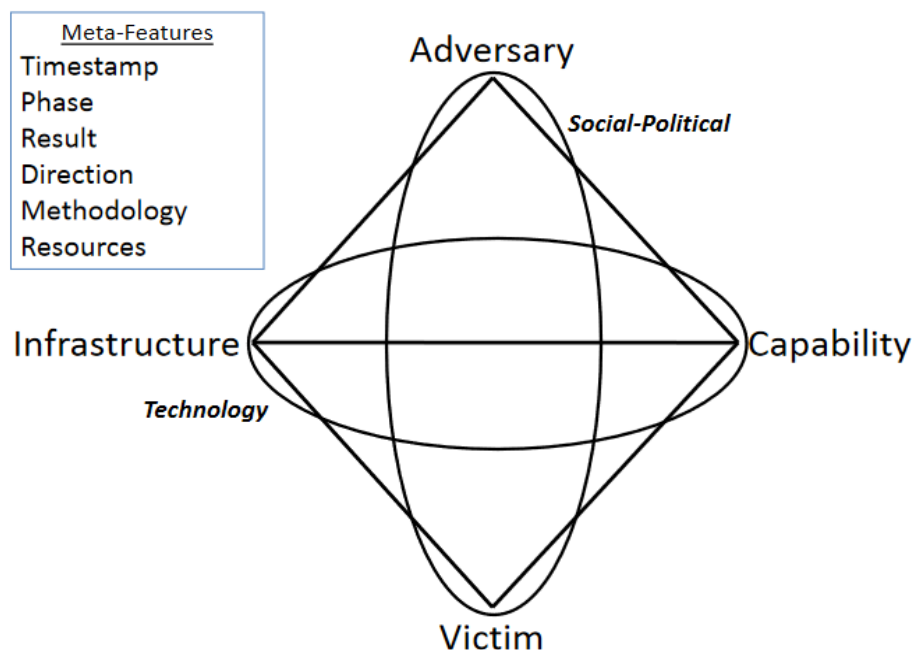 Meta-Features
Timestamp
Phase
Result
Direction
Methodology
Resources
Adversary
Social-Political
Infrastructure
Capability
Technology
Victim